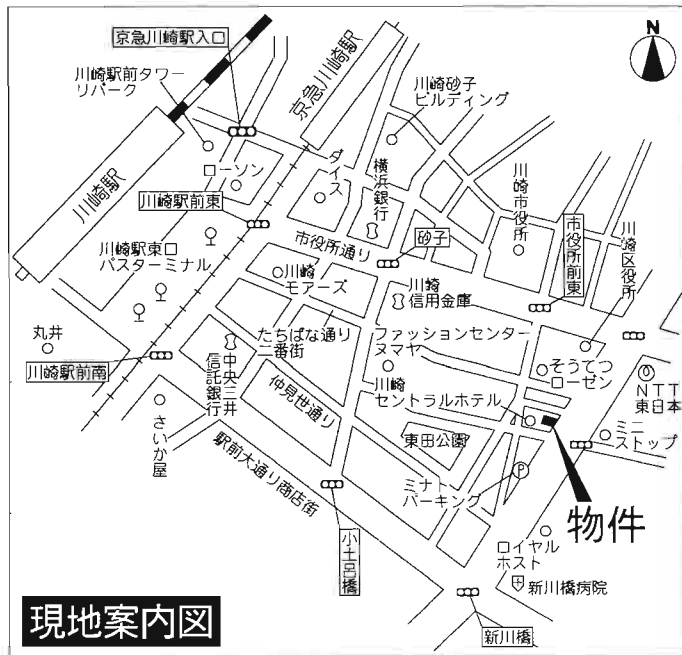 N
京急川崎駅入口
川崎駅前タワー
リパーク
京急川崎駅
川崎砂子
ビルディング
川崎駅
ローソン
ダイス
横浜銀行
川崎市役所
市役所前東
川崎区役所
川崎駅前東
市役所通り
砂子
川崎駅東口
バスターミナル
川崎
モアーズ
川崎
信用金庫
丸井
たちばな通り
二番街
ファッションセンター
ヌマヤ
そうてつ
ローゼン
川崎駅前南
中央三井
信託銀行
仲見世通り
川崎
セントラルホテル
NTT
東日本
さいか屋
東田公園
ミニ
ストップ
駅前大通り商店街
ミナト
パーキング
P
物件
小土呂橋
ロイヤル
ホスト
新川橋病院
新川橋
現地案内図